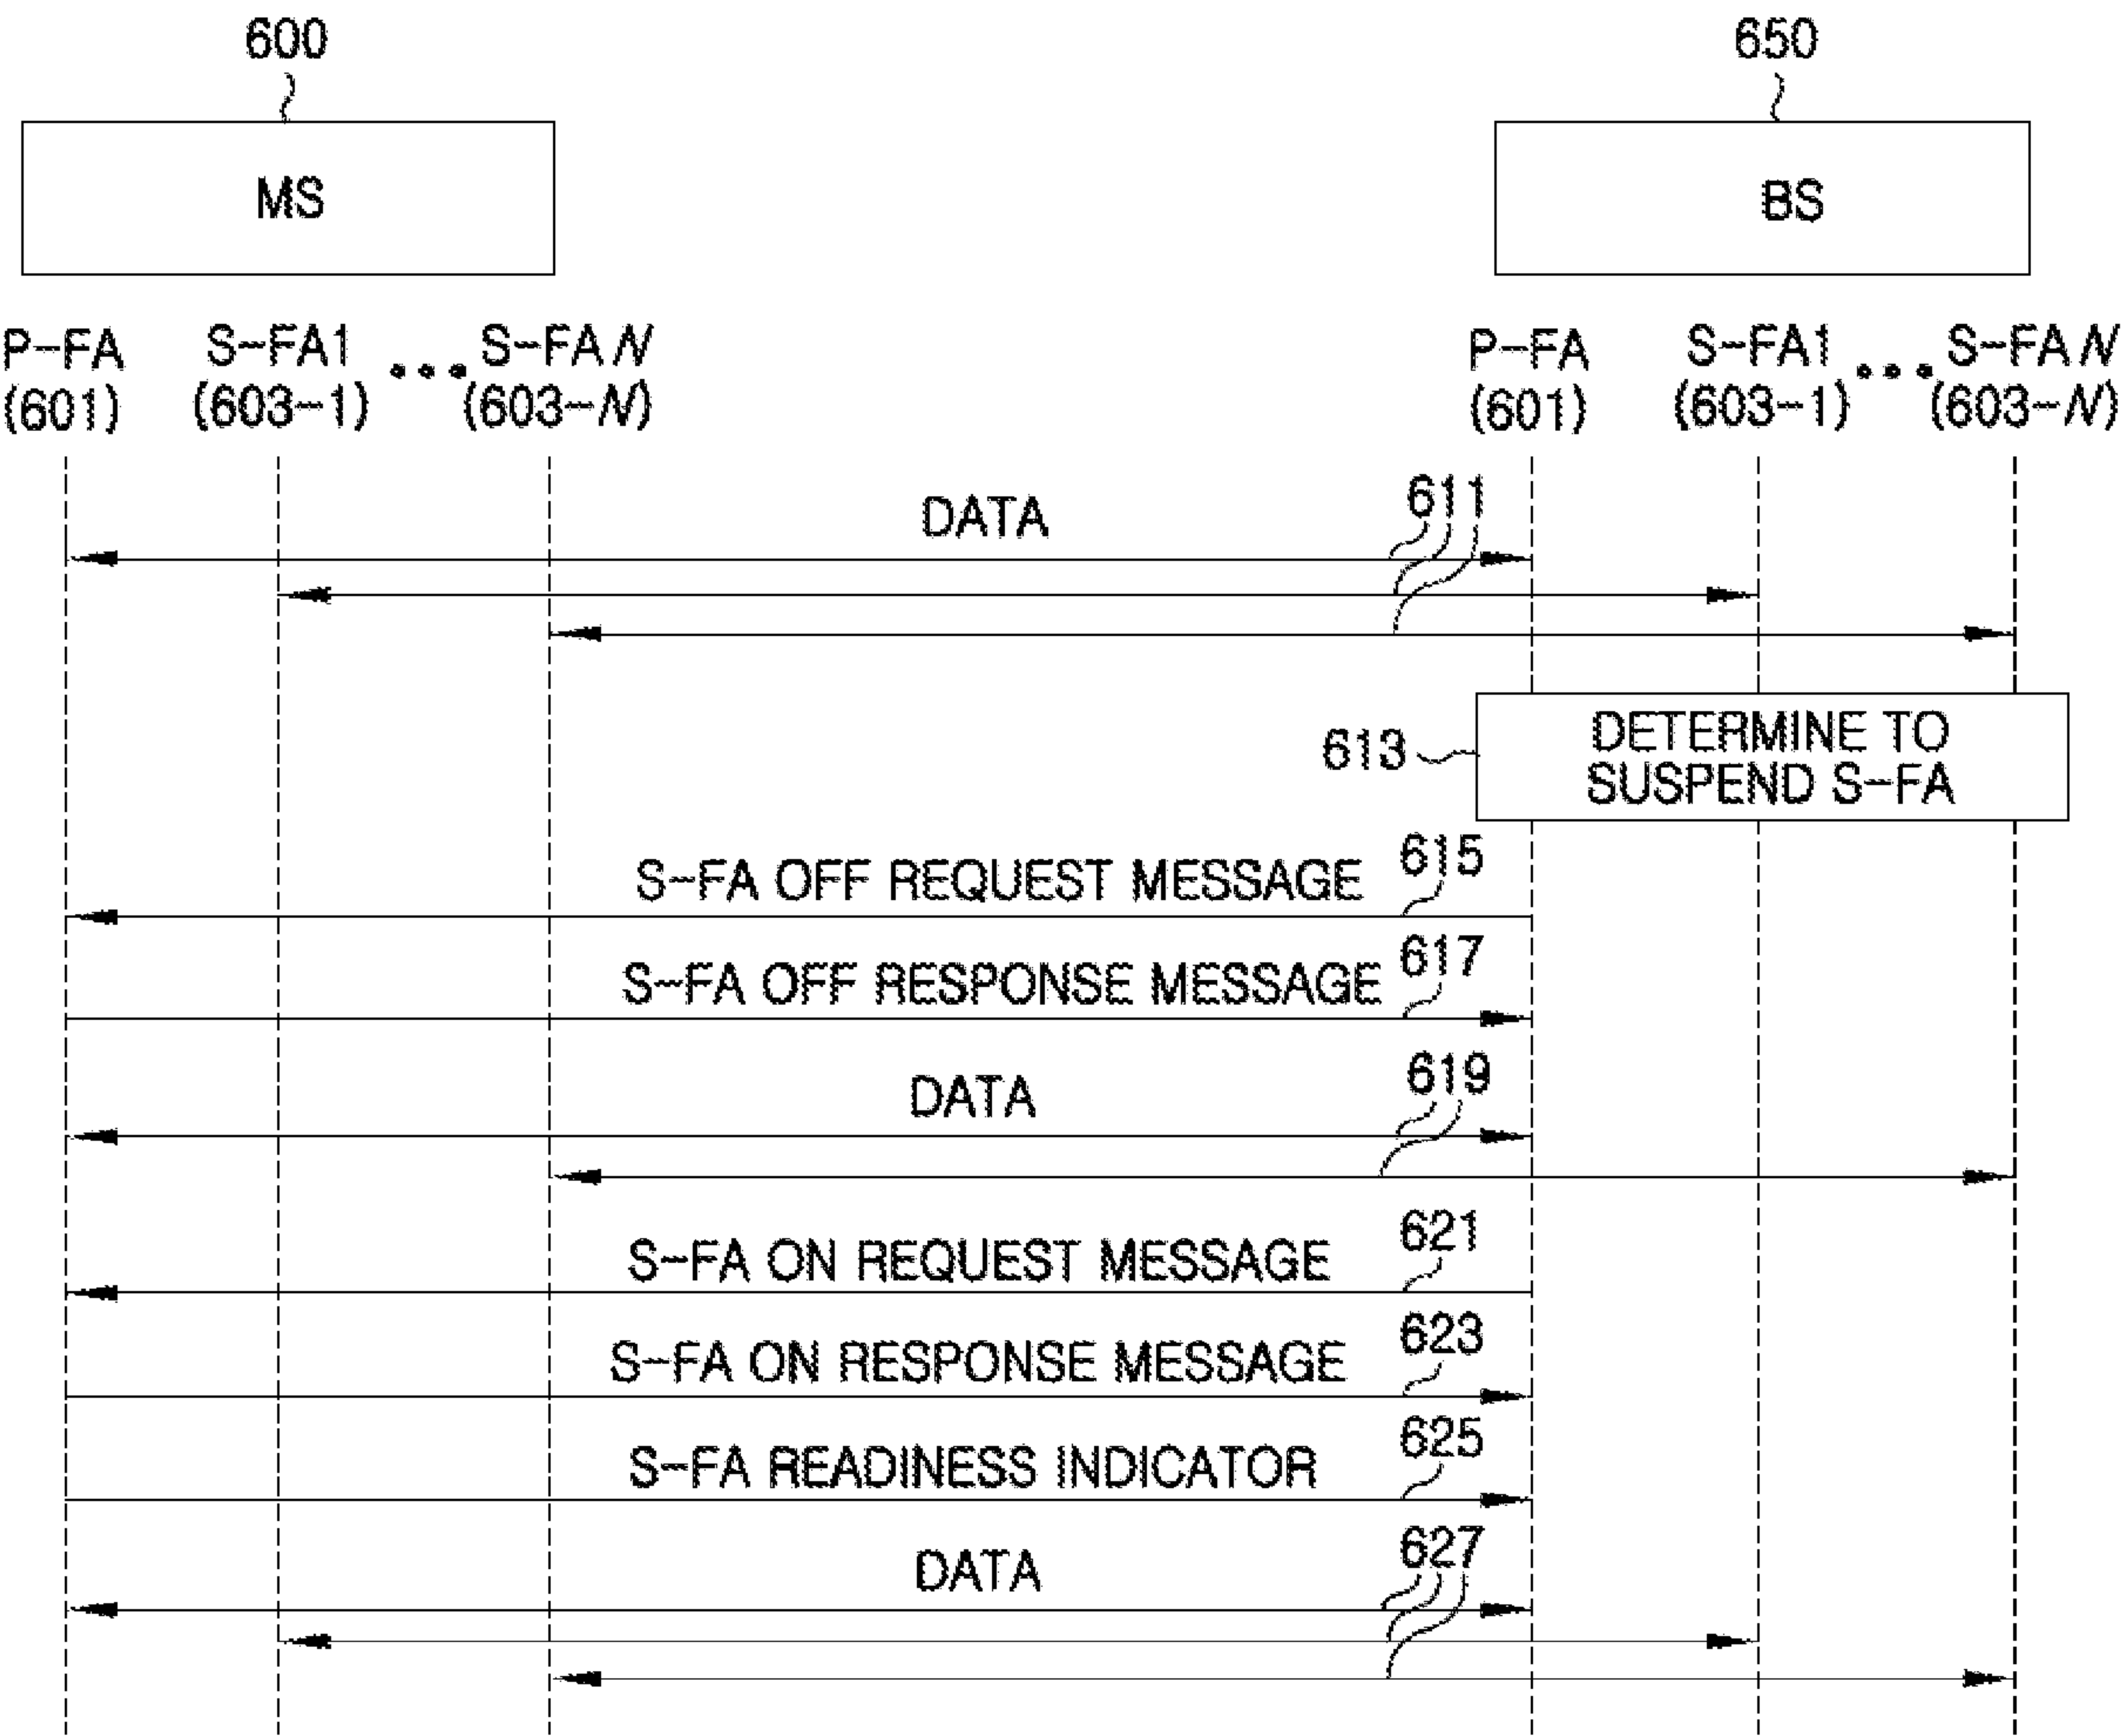 600
650
MS
BS
P-FA S-FA1 ••• S-FA N
(601) (603-1) (603-N)
P-FA S-FA1 ••• S-FA N
(601) (603-1) (603-N)
DATA 611
613 DETERMINE TO
SUSPEND S-FA
S-FA OFF REQUEST MESSAGE 615
S-FA OFF RESPONSE MESSAGE 617
DATA 619
S-FA ON REQUEST MESSAGE 621
S-FA ON RESPONSE MESSAGE 623
S-FA READINESS INDICATOR 625
DATA 627